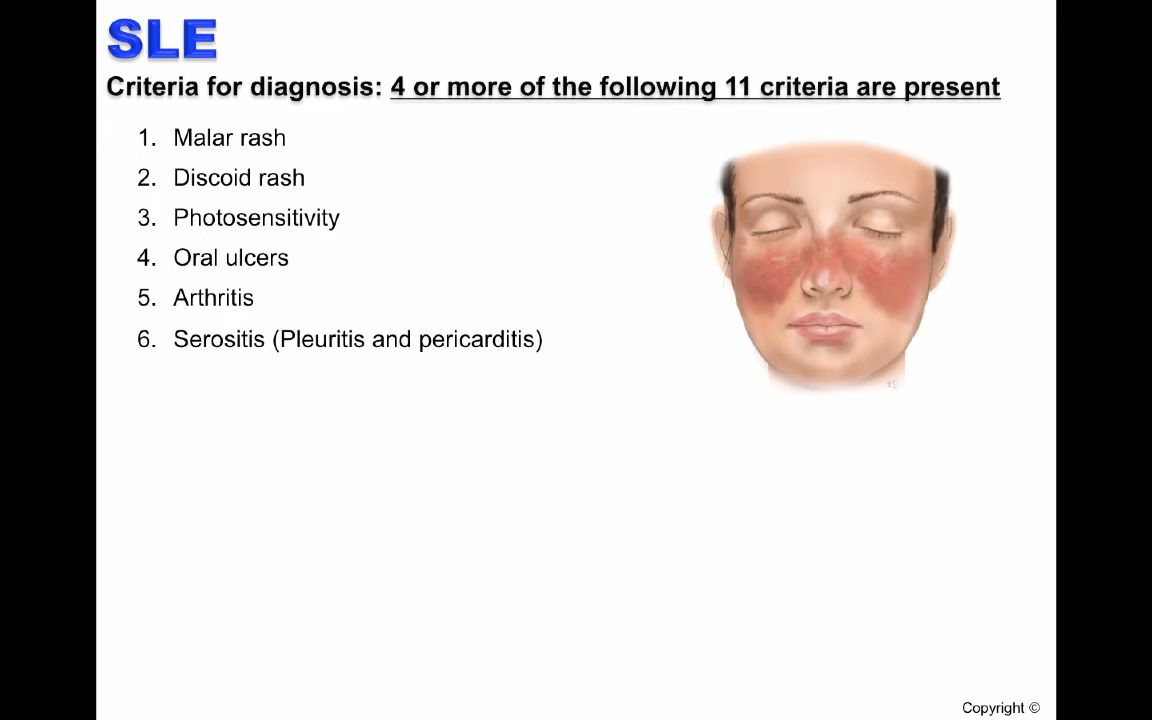 SLE
Criteria for diagnosis: 4 or more of the following 11 criteria are present
1. Malar rash
2. Discoid rash
3. Photosensitivity
4. Oral ulcers
5. Arthritis
6. Serositis (Pleuritis and pericarditis)
Copyright ©